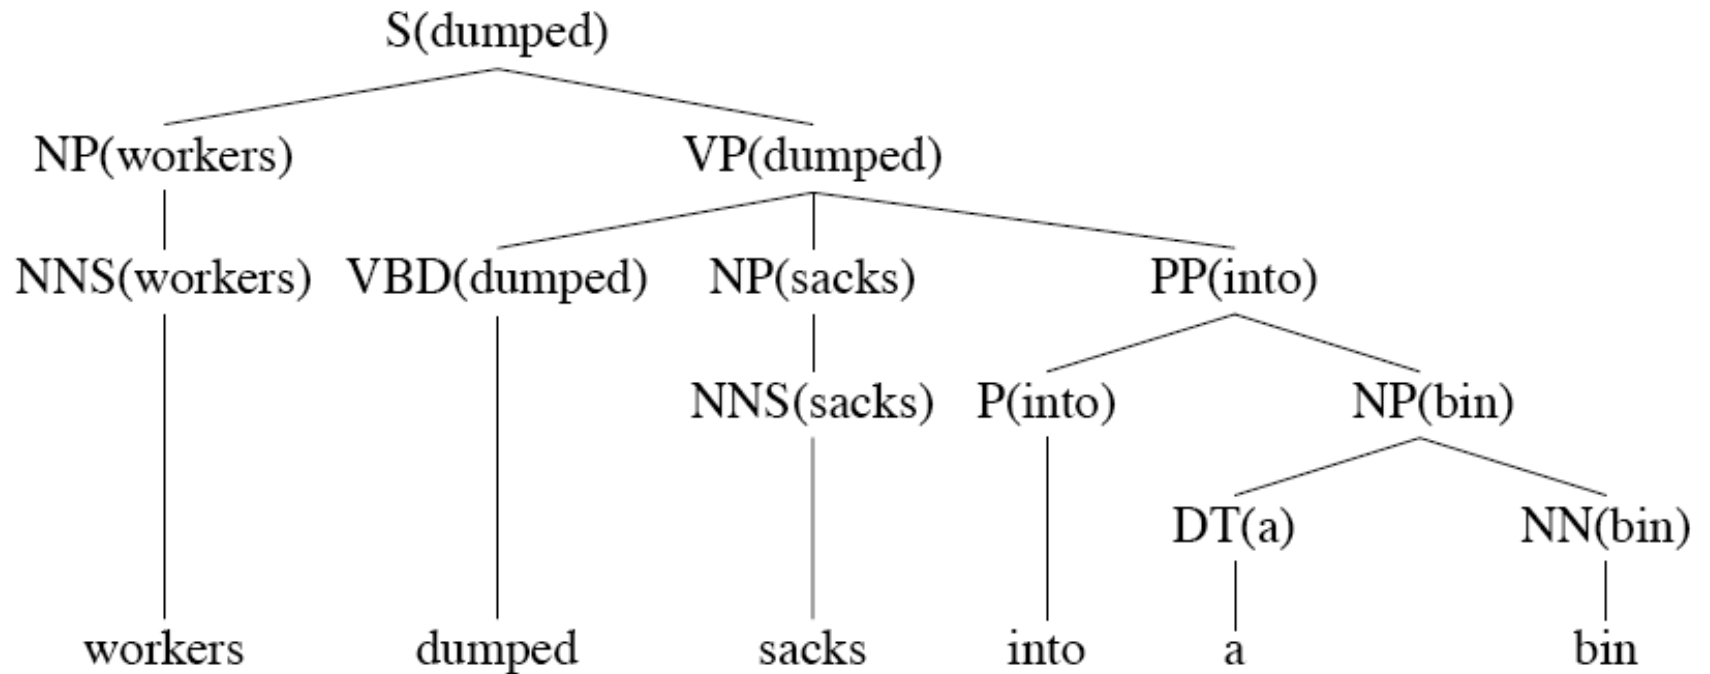 S(dumped)
NP(workers) VP(dumped)
NNS(workers) VBD(dumped) NP(sacks) PP(into)
NNS(sacks) P(into) NP(bin)
DT(a) NN(bin)
workers dumped sacks into a bin